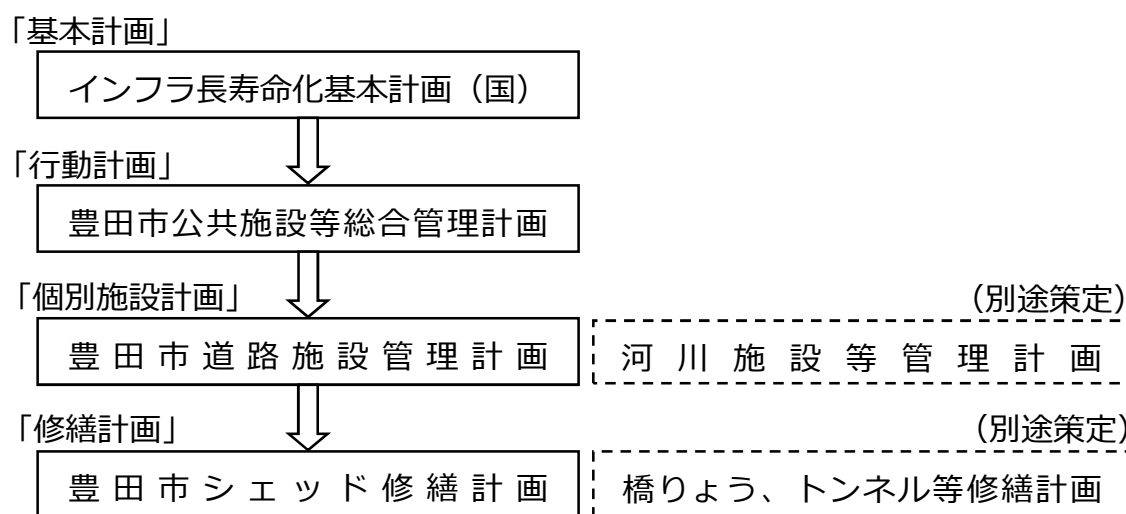 「基本計画」
インフラ長寿命化基本計画（国）
「行動計画」
豊田市公共施設等総合管理計画
「個別施設計画」 （別途策定）
豊田市道路施設管理計画 河川施設等管理計画
「修繕計画」 （別途策定）
豊田市シェッド修繕計画 橋りょう、トンネル等修繕計画